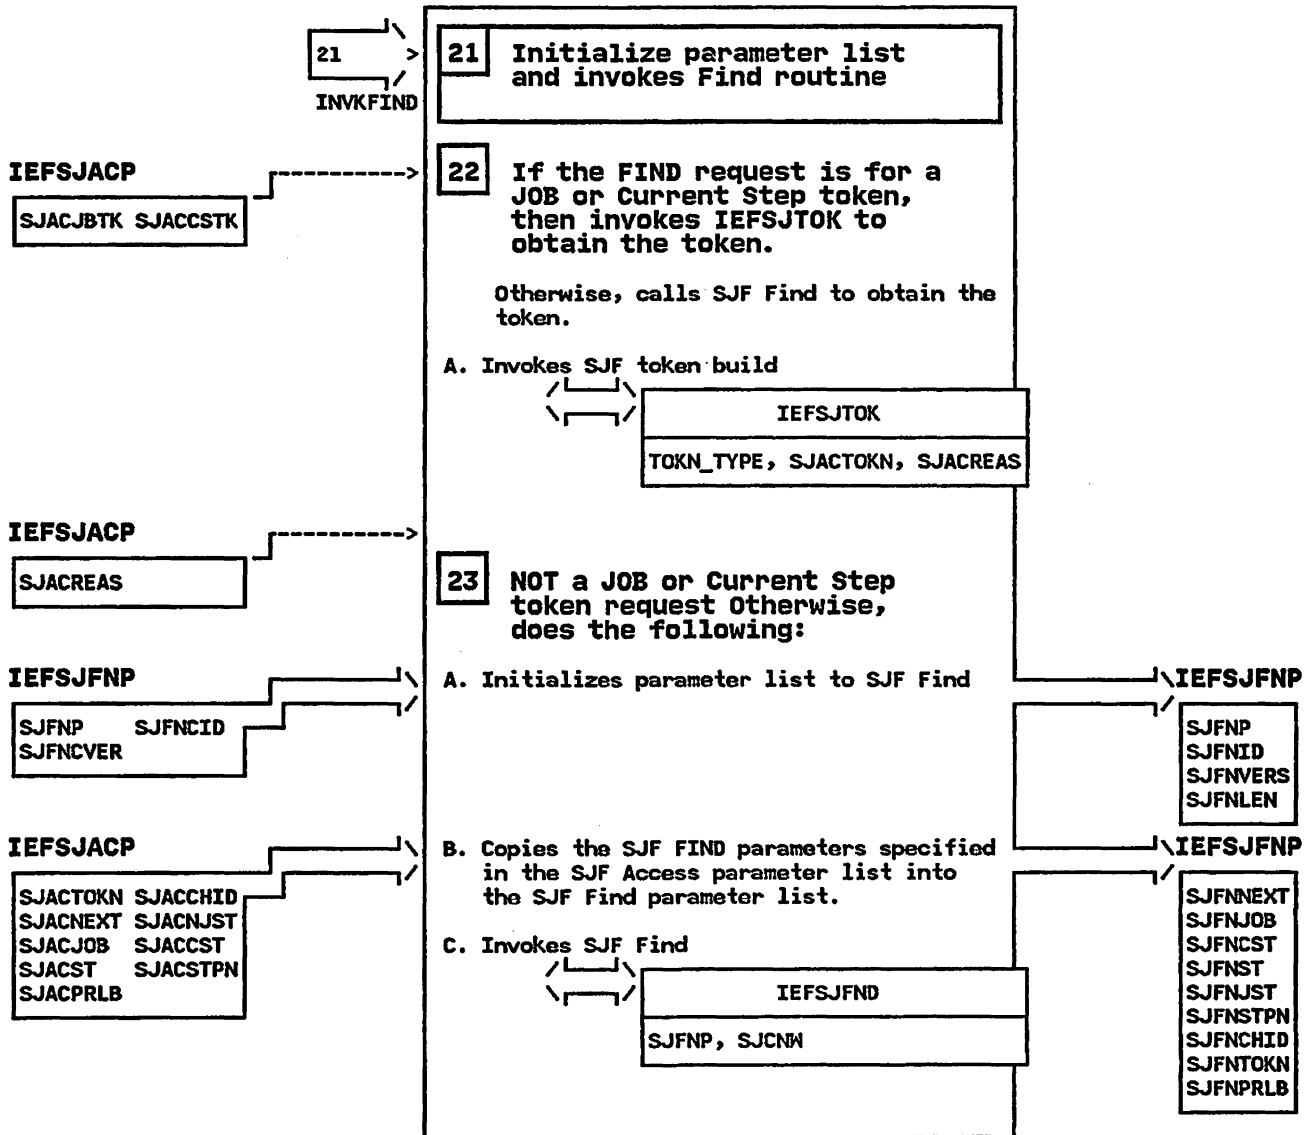 21
INVKFIND
21 Initialize parameter list
and invokes Find routine
IEFSJACP
SJACJBTK SJACCSTK
22 If the FIND request is for a
JOB or Current Step token,
then invokes IEFSJTOK to
obtain the token.
Otherwise, calls SJF Find to obtain the
token.
A. Invokes SJF token build
IEFSJTOK
TOKN_TYPE, SJACTOKN, SJACREAS
IEFSJACP
SJACREAS
23 NOT a JOB or Current Step
token request Otherwise,
does the following:
IEFSJFNP
SJFNP SJFNCID
SJFNCVER
A. Initializes parameter list to SJF Find
IEFSJFNP
SJFNP
SJFNID
SJFNVERS
SJFNLEN
IEFSJACP
SJACTOKN SJACCHID
SJACNEXT SJACNJST
SJACJOB SJACCST
SJACST SJACSTPN
SJACPRLB
B. Copies the SJF FIND parameters specified
in the SJF Access parameter list into
the SJF Find parameter list.
C. Invokes SJF Find
IEFSJFND
SJFNP, SJCNW
IEFSJFNP
SJFNNEXT
SJFNJOB
SJFNCST
SJFNST
SJFNJST
SJFNSTPN
SJFNCHID
SJFNTOKN
SJFNPRLB